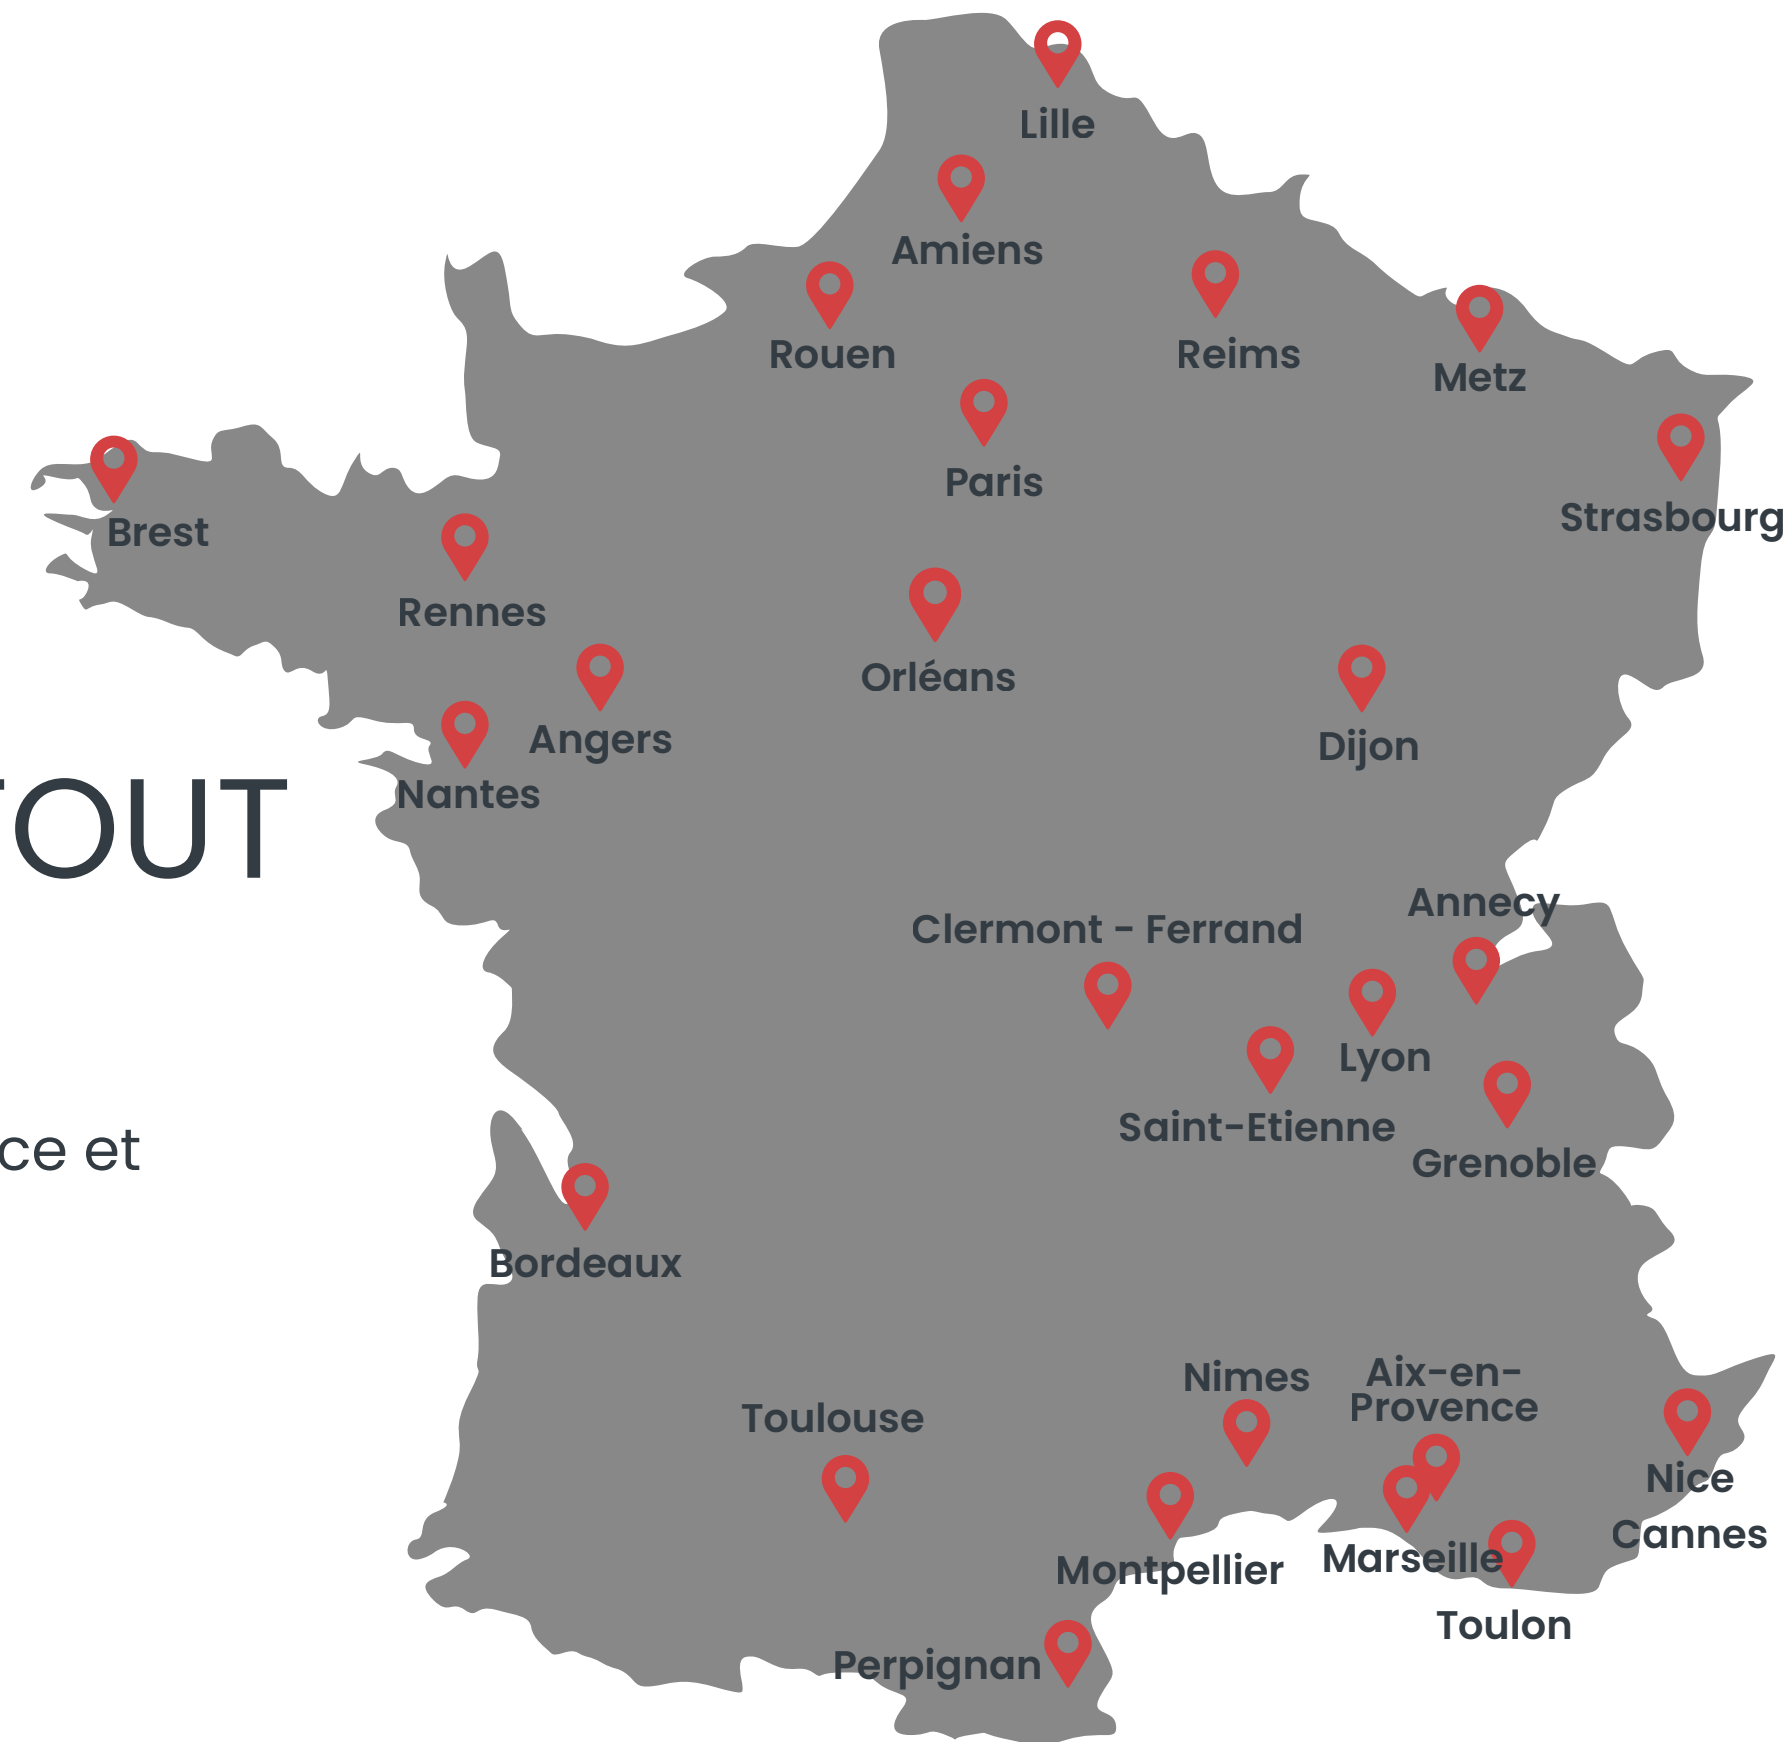 Lille
Amiens
Rouen
Reims
Metz
Paris
Strasbourg
Brest
Rennes
Orléans
Angers
Dijon
Nantes
TOUT
Annecy
Clermont - Ferrand
Lyon
Saint-Etienne
ce et
Grenoble
Bordeaux
Nimes
Aix-en-
Provence
Toulouse
Nice
Cannes
Marseille
Montpellier
Toulon
Perpignan